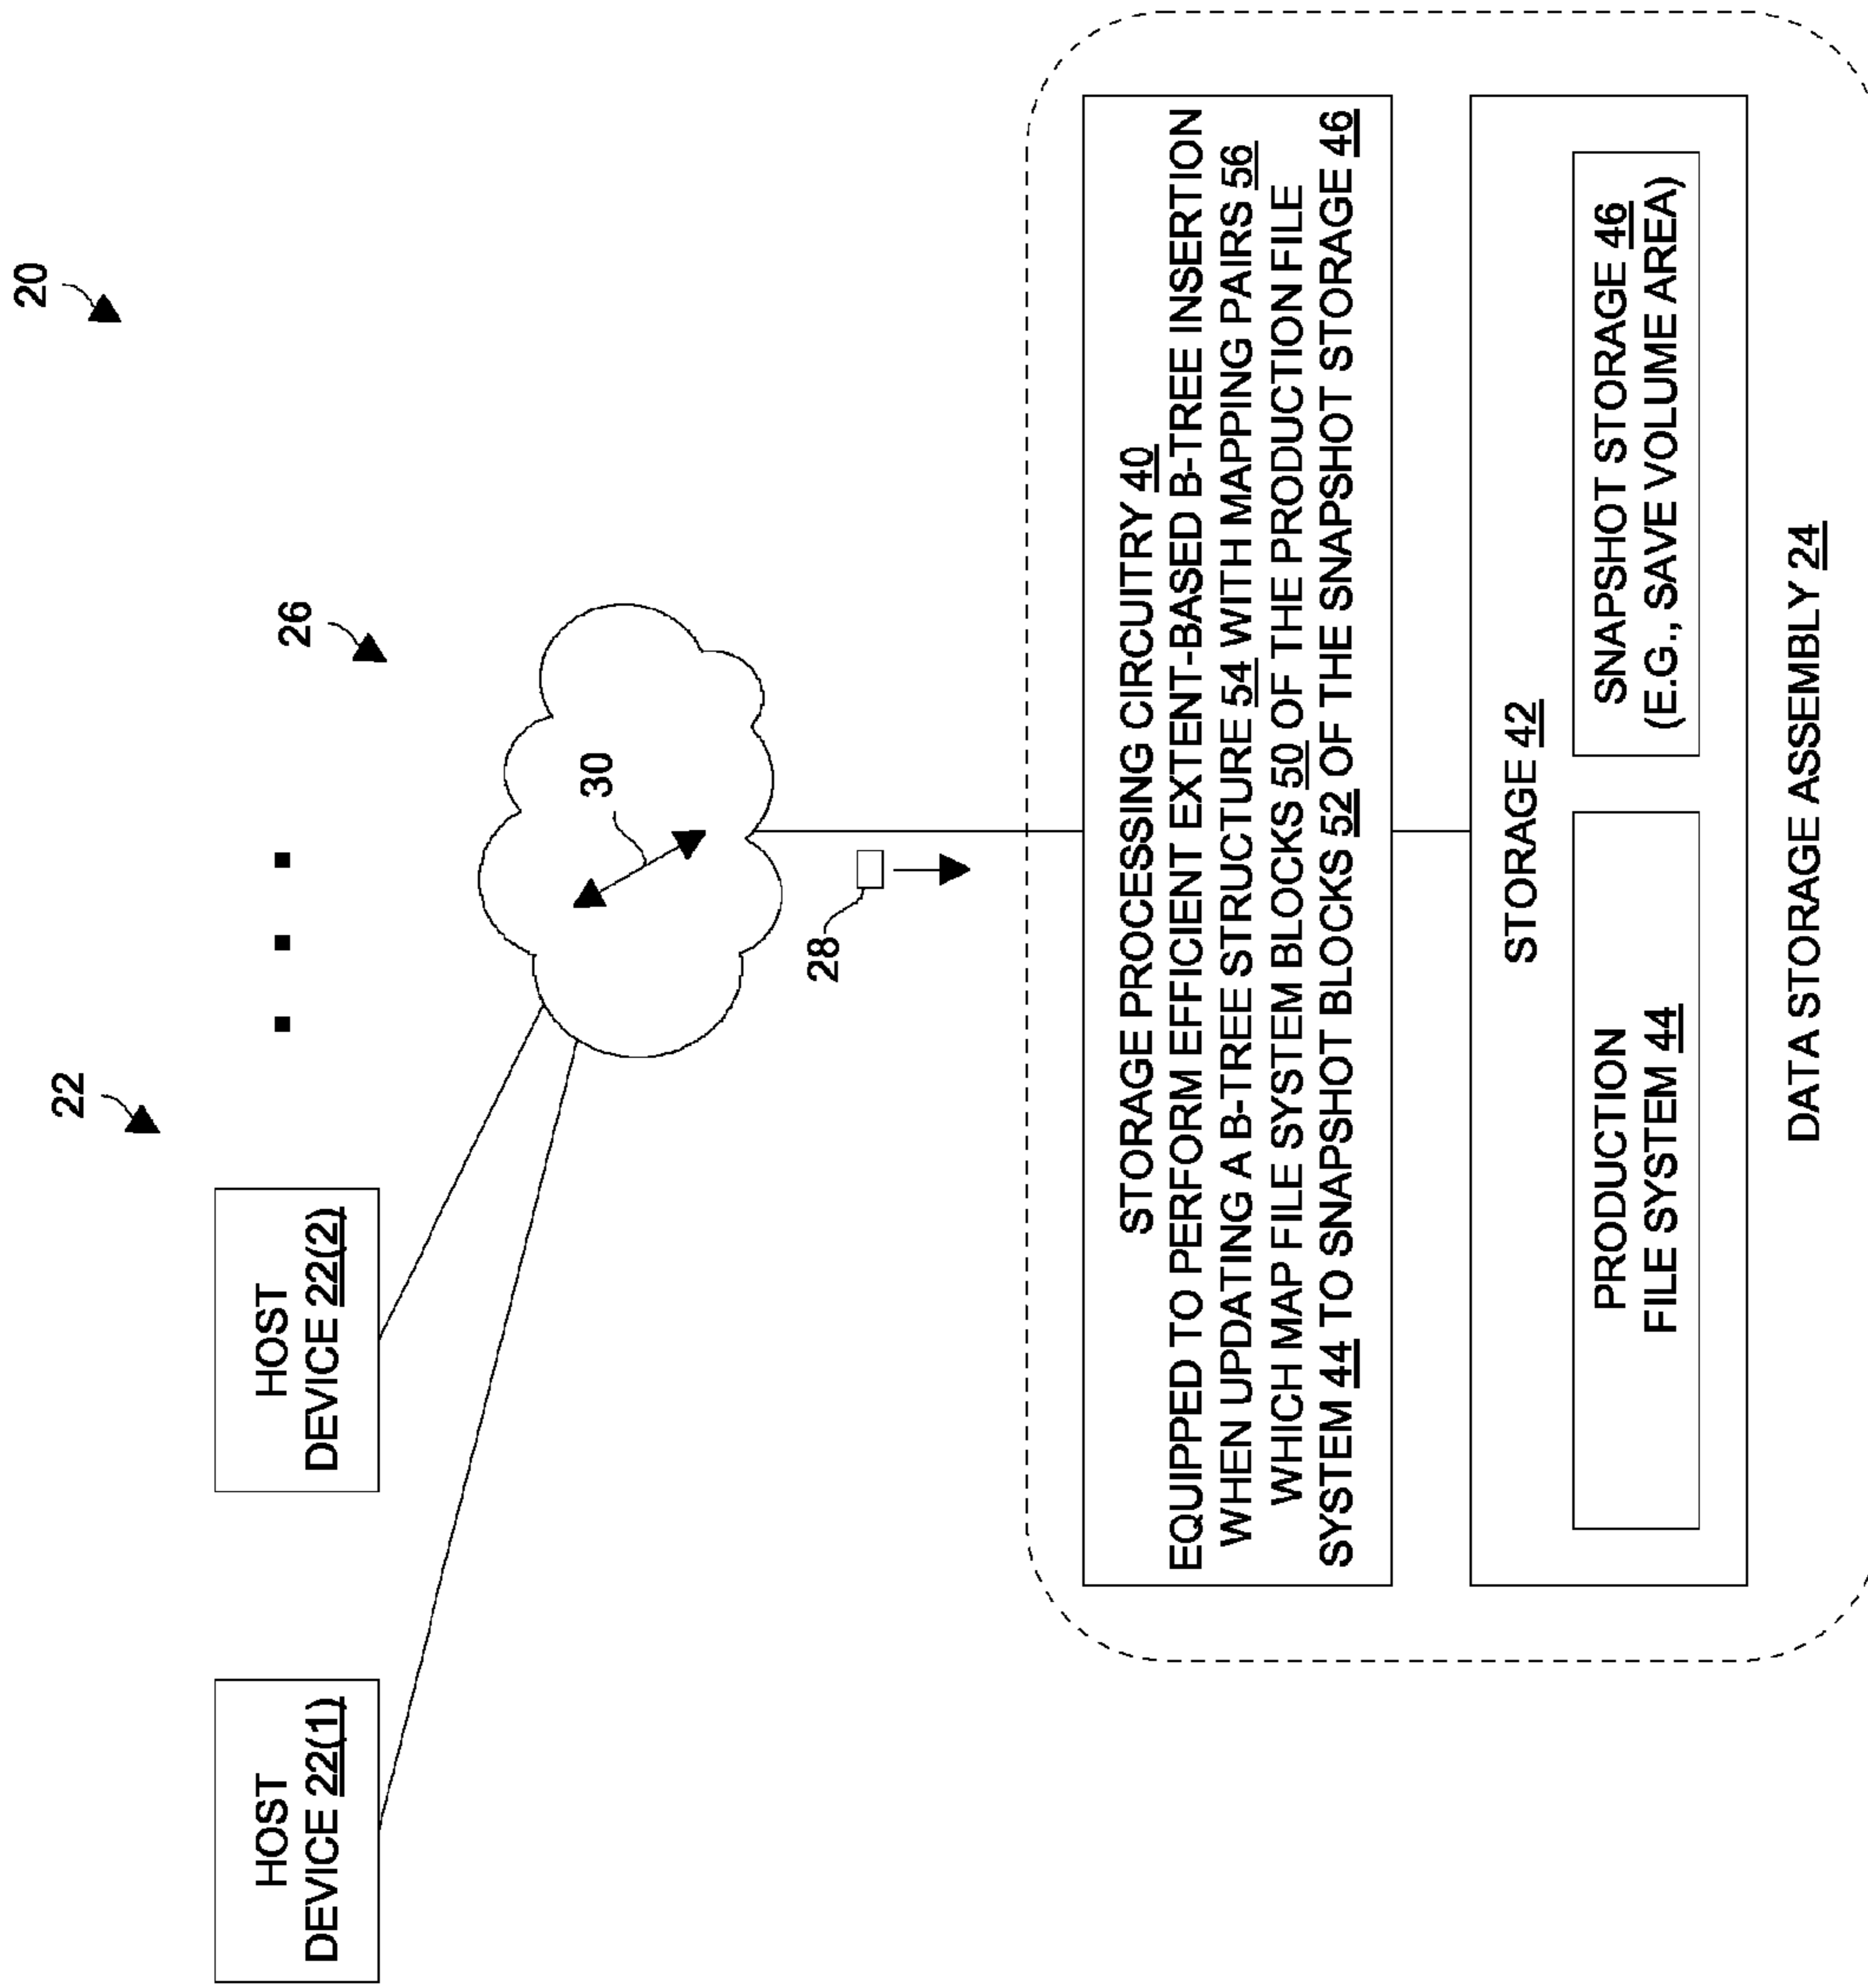 20
22
26
HOST
DEVICE 22(1)
HOST
DEVICE 22(2)
30
28
STORAGE PROCESSING CIRCUITRY 40
EQUIPPED TO PERFORM EFFICIENT EXTENT-BASED B-TREE INSERTION
WHEN UPDATING A B-TREE STRUCTURE 54 WITH MAPPING PAIRS 56
WHICH MAP FILE SYSTEM BLOCKS 50 OF THE PRODUCTION FILE
SYSTEM 44 TO SNAPSHOT BLOCKS 52 OF THE SNAPSHOT STORAGE 46
STORAGE 42
PRODUCTION
FILE SYSTEM 44
SNAPSHOT STORAGE 46
(E.G., SAVE VOLUME AREA)
DATA STORAGE ASSEMBLY 24